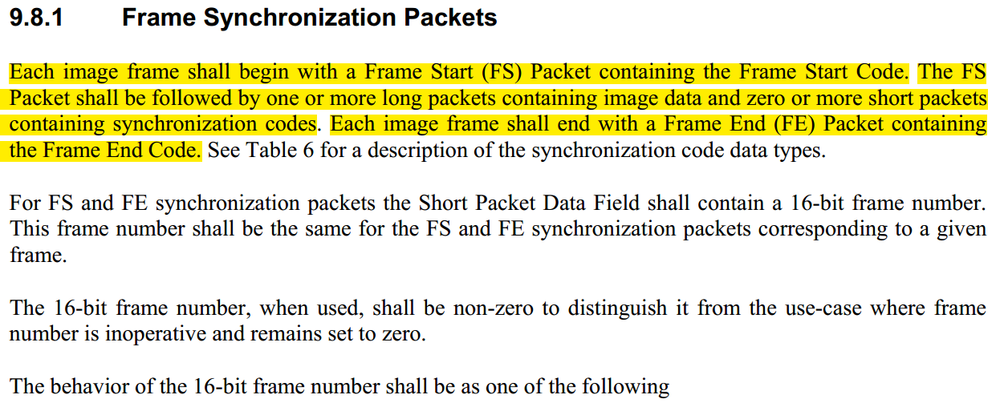 9.8.1 Frame Synchronization Packets
Each image frame shall begin with a Frame Start (FS) Packet containing the Frame Start Code. The FS
Packet shall be followed by one or more long packets containing image data and zero or more short packets
containing synchronization codes. Each image frame shall end with a Frame End (FE) Packet containing
the Frame End Code. See Table 6 for a description of the synchronization code data types.
For FS and FE synchronization packets the Short Packet Data Field shall contain a 16-bit frame number.
This frame number shall be the same for the FS and FE synchronization packets corresponding to a given
frame.
The 16-bit frame number, when used, shall be non-zero to distinguish it from the use-case where frame
number is inoperative and remains set to zero.
The behavior of the 16-bit frame number shall be as one of the following